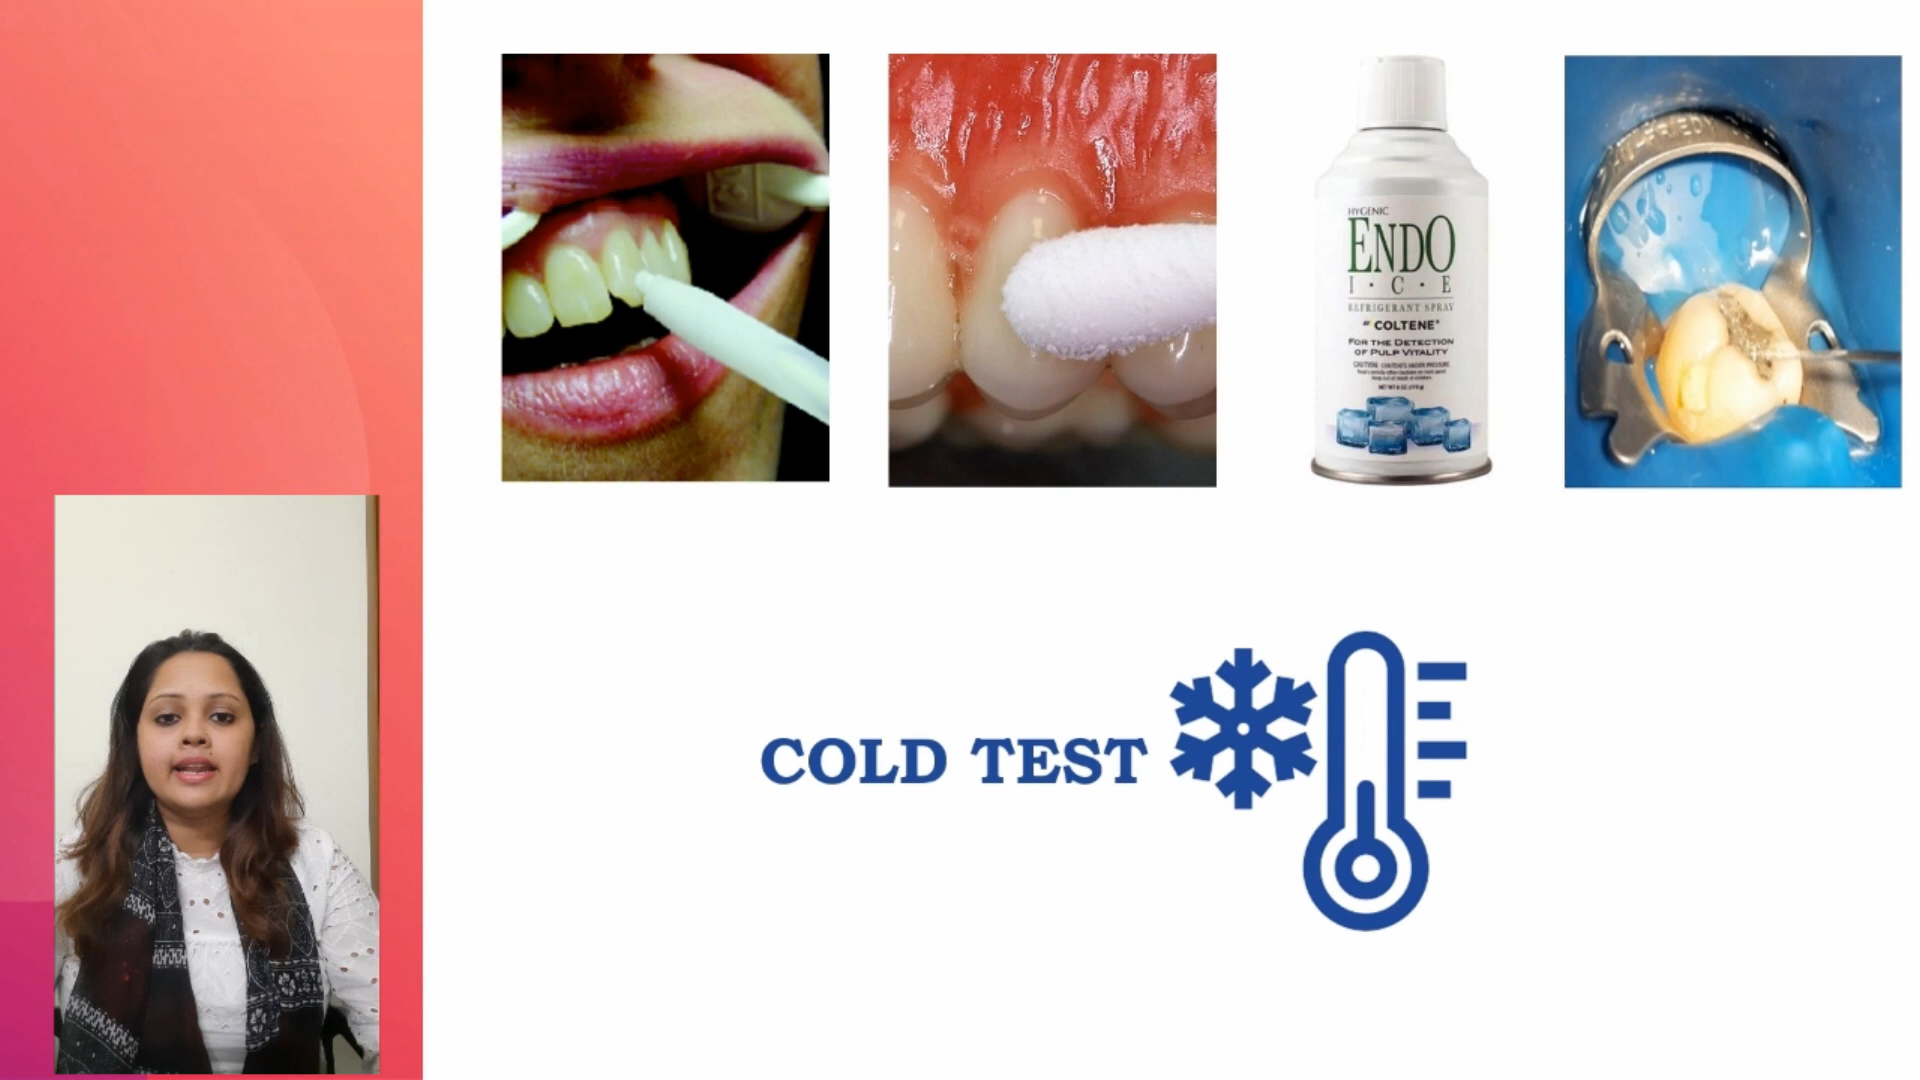 HYGENIC
ENDO
I · C · E
REFRIGERANT SPRAY
COLTENE®
FOR THE DETECTION
OF PULP VITALITY
COLD TEST